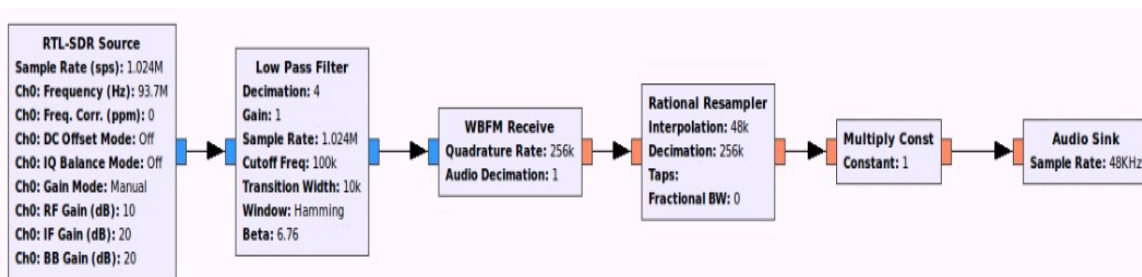 RTL-SDR Source
Sample Rate (sps): 1.024M
Ch0: Frequency (Hz): 93.7M
Ch0: Freq. Corr. (ppm): 0
Ch0: DC Offset Mode: Off
Ch0: IQ Balance Mode: Off
Ch0: Gain Mode: Manual
Ch0: RF Gain (dB): 10
Ch0: IF Gain (dB): 20
Ch0: BB Gain (dB): 20
Low Pass Filter
Decimation: 4
Gain: 1
Sample Rate: 1.024M
Cutoff Freq: 100k
Transition Width: 10k
Window: Hamming
Beta: 6.76
WBFM Receive
Quadrature Rate: 256k
Audio Decimation: 1
Rational Resampler
Interpolation: 48k
Decimation: 256k
Taps:
Fractional BW: 0
Multiply Const
Constant: 1
Audio Sink
Sample Rate: 48KHz